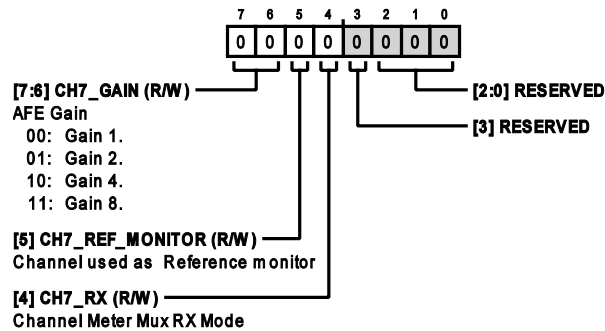 7 6 5 4 3 2 1 0
0 0 0 0 0 0 0 0
[7:6] CH7_GAIN (R/W)
AFE Gain
00: Gain 1.
01: Gain 2.
10: Gain 4.
11: Gain 8.
[5] CH7_REF_MONITOR (R/W)
Channel used as Reference monitor
[4] CH7_RX (R/W)
Channel Meter Mux RX Mode
[2:0] RESERVED
[3] RESERVED